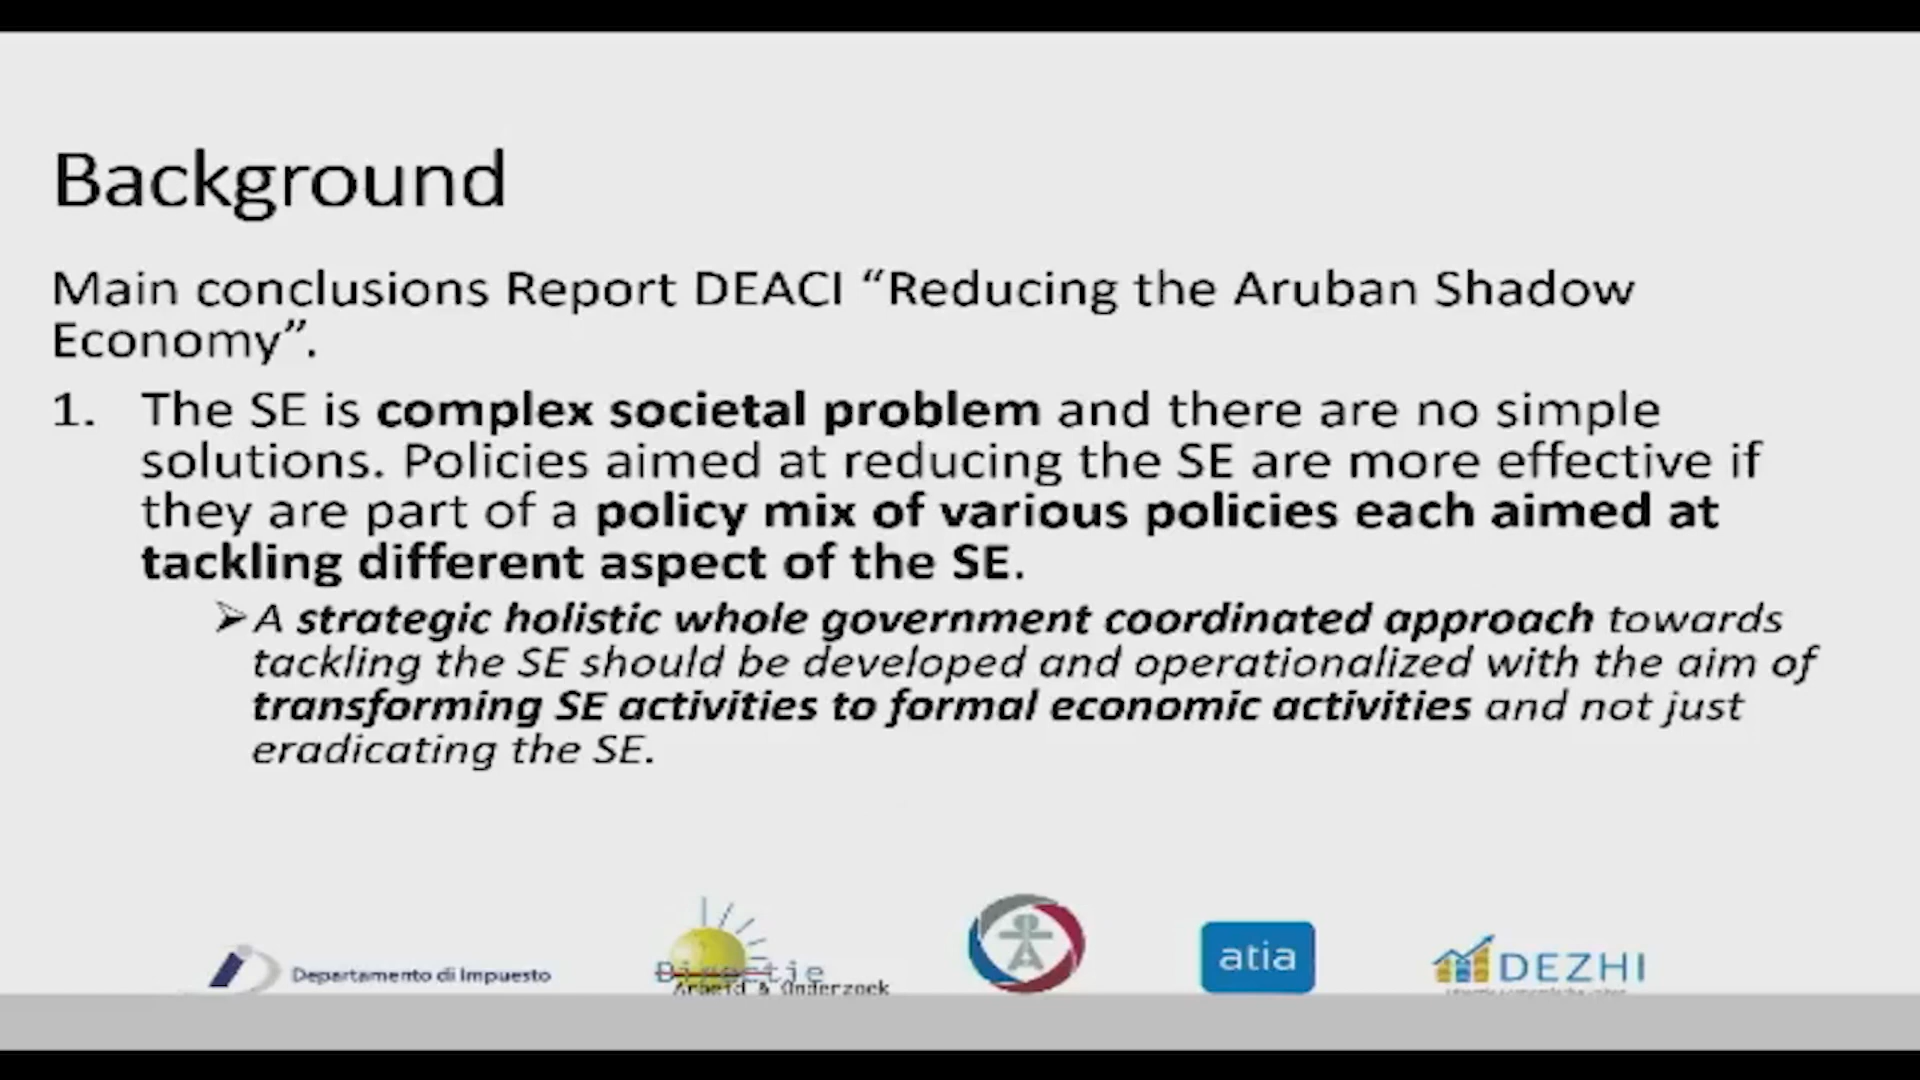 Background
Main conclusions Report DEACI “Reducing the Aruban Shadow
Economy”.
1. The SE is complex societal problem and there are no simple
solutions. Policies aimed at reducing the SE are more effective if
they are part of a policy mix of various policies each aimed at
tackling different aspect of the SE.
➢ A strategic holistic whole government coordinated approach towards
tackling the SE should be developed and operationalized with the aim of
transforming SE activities to formal economic activities and not just
eradicating the SE.
Departamento di Impuesto
Directie
Arbeid & Onderzoek
atia
DEZHI